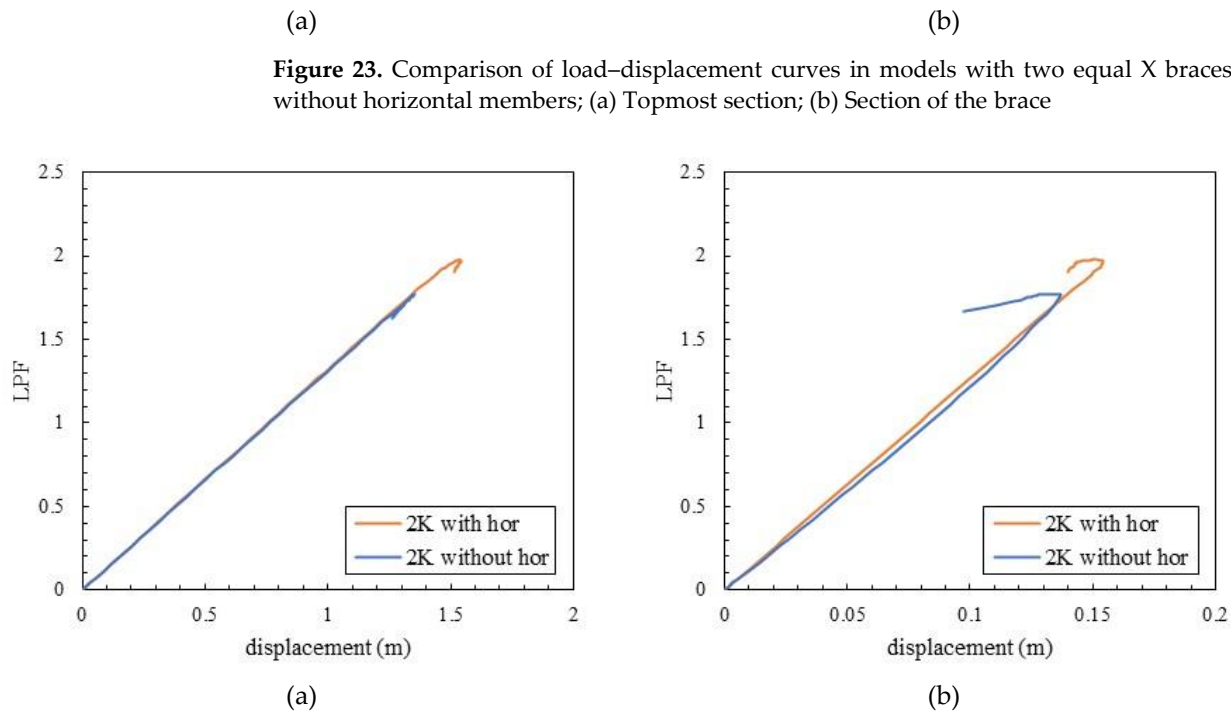 (a) (b)
Figure 23. Comparison of load–displacement curves in models with two equal X braces
without horizontal members; (a) Topmost section; (b) Section of the brace
2.5
2
1.5
1
0.5
0
LPF
0 0.5 1 1.5 2
displacement (m)
2K with hor
2K without hor
(a)
2.5
2
1.5
1
0.5
0
LPF
0 0.05 0.1 0.15 0.2
displacement (m)
2K with hor
2K without hor
(b)